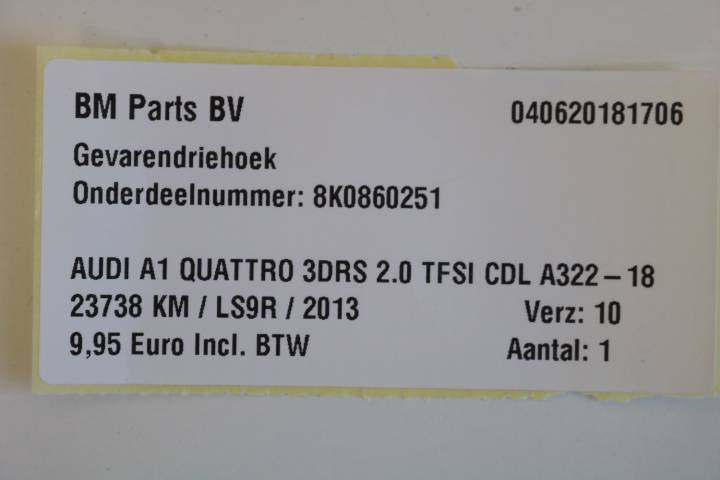 BM Parts BV 040620181706
Gevarendriehoek
Onderdeelnummer: 8K0860251
AUDI A1 QUATTRO 3DRS 2.0 TFSI CDL A322-18
23738 KM / LS9R / 2013 Verz: 10
9,95 Euro Incl. BTW Aantal: 1